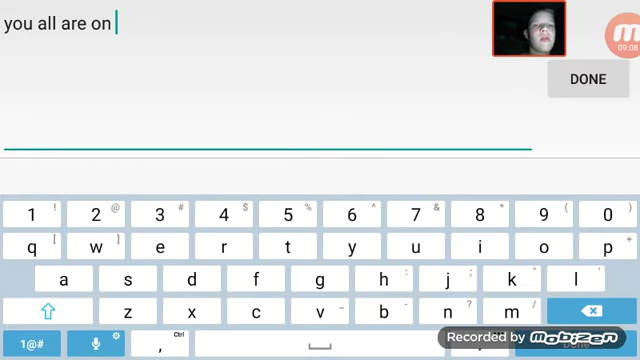 you all are on
09:08
DONE
1 ! 2 @ 3 # 4 $ 5 % 6 ^ 7 & 8 * 9 ( 0 )
q [ w ] e r t y u i o p +
a s d f g h : j ; k " l '
z x c v _ b - n ? m /
1@# , Ctrl
Recorded by mobizen